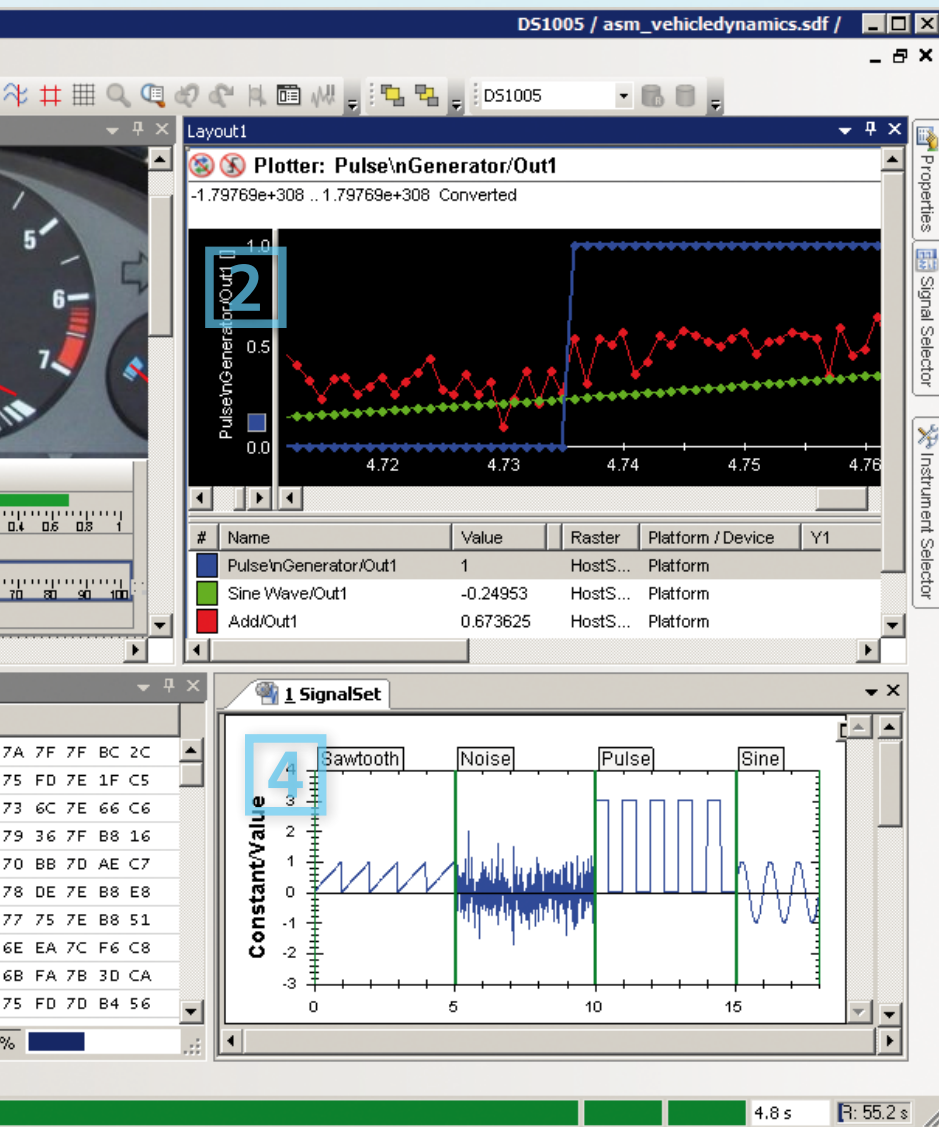 DS1005 / asm_vehicledynamics.sdf /
DS1005
Layout1
Plotter: Pulse\nGenerator/Out1
-1.79769e+308 .. 1.79769e+308 Converted
Pulse\nGenerator/Out1 []
1.0
0.5
0.0
4.72 4.73 4.74 4.75 4.76
2
5
6
7
0.4 0.6 0.8 1
70 80 90 100
# Name Value Raster Platform / Device Y1
Pulse\nGenerator/Out1 1 HostS... Platform
Sine Wave/Out1 -0.24953 HostS... Platform
Add/Out1 0.673625 HostS... Platform
Properties
Signal Selector
Instrument Selector
7A 7F 7F BC 2C
75 FD 7E 1F C5
73 6C 7E 66 C6
79 36 7F B8 16
70 BB 7D AE C7
78 DE 7E B8 E8
77 75 7E B8 51
6E EA 7C F6 C8
6B FA 7B 3D CA
75 FD 7D B4 56
%
1 SignalSet
4
Sawtooth Noise Pulse Sine
Constant/Value
4
3
2
1
0
-1
-2
-3
0 5 10 15
4.8 s R: 55.2 s